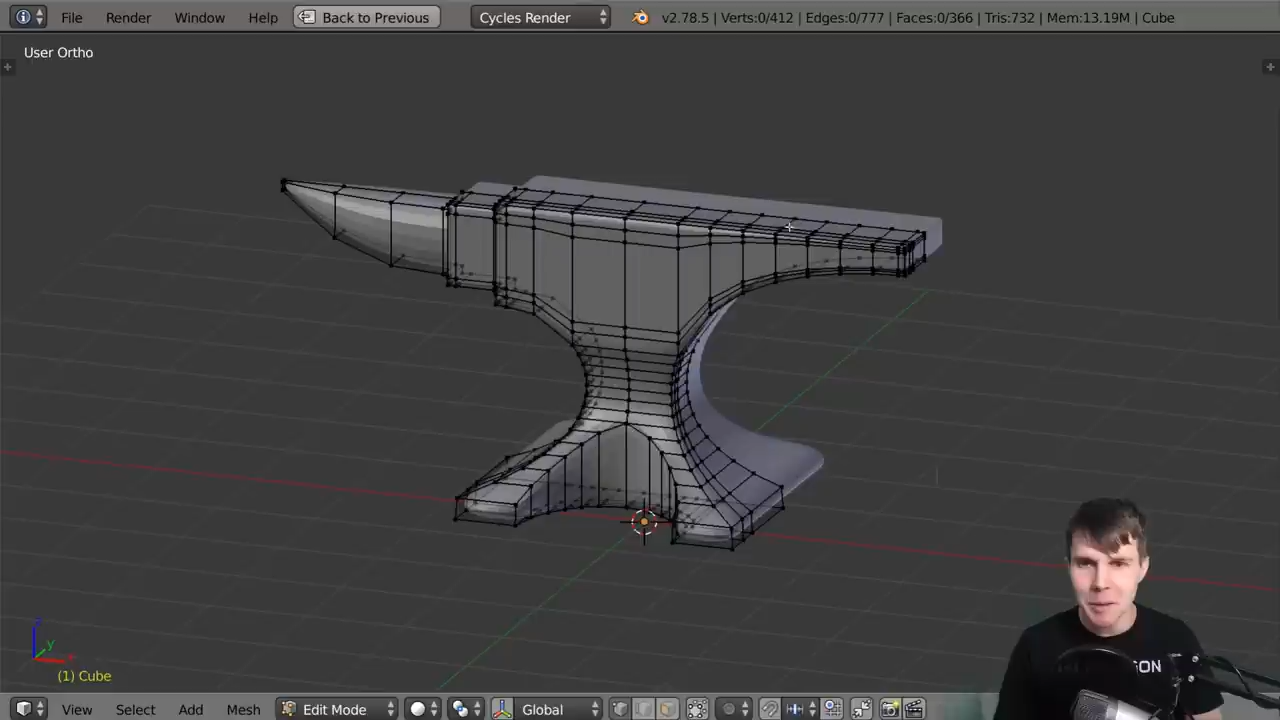 File Render Window Help Back to Previous Cycles Render v2.78.5 | Verts:0/412 | Edges:0/777 | Faces:0/366 | Tris:732 | Mem:13.19M | Cube
User Ortho
z
y
(1) Cube
View Select Add Mesh Edit Mode Global